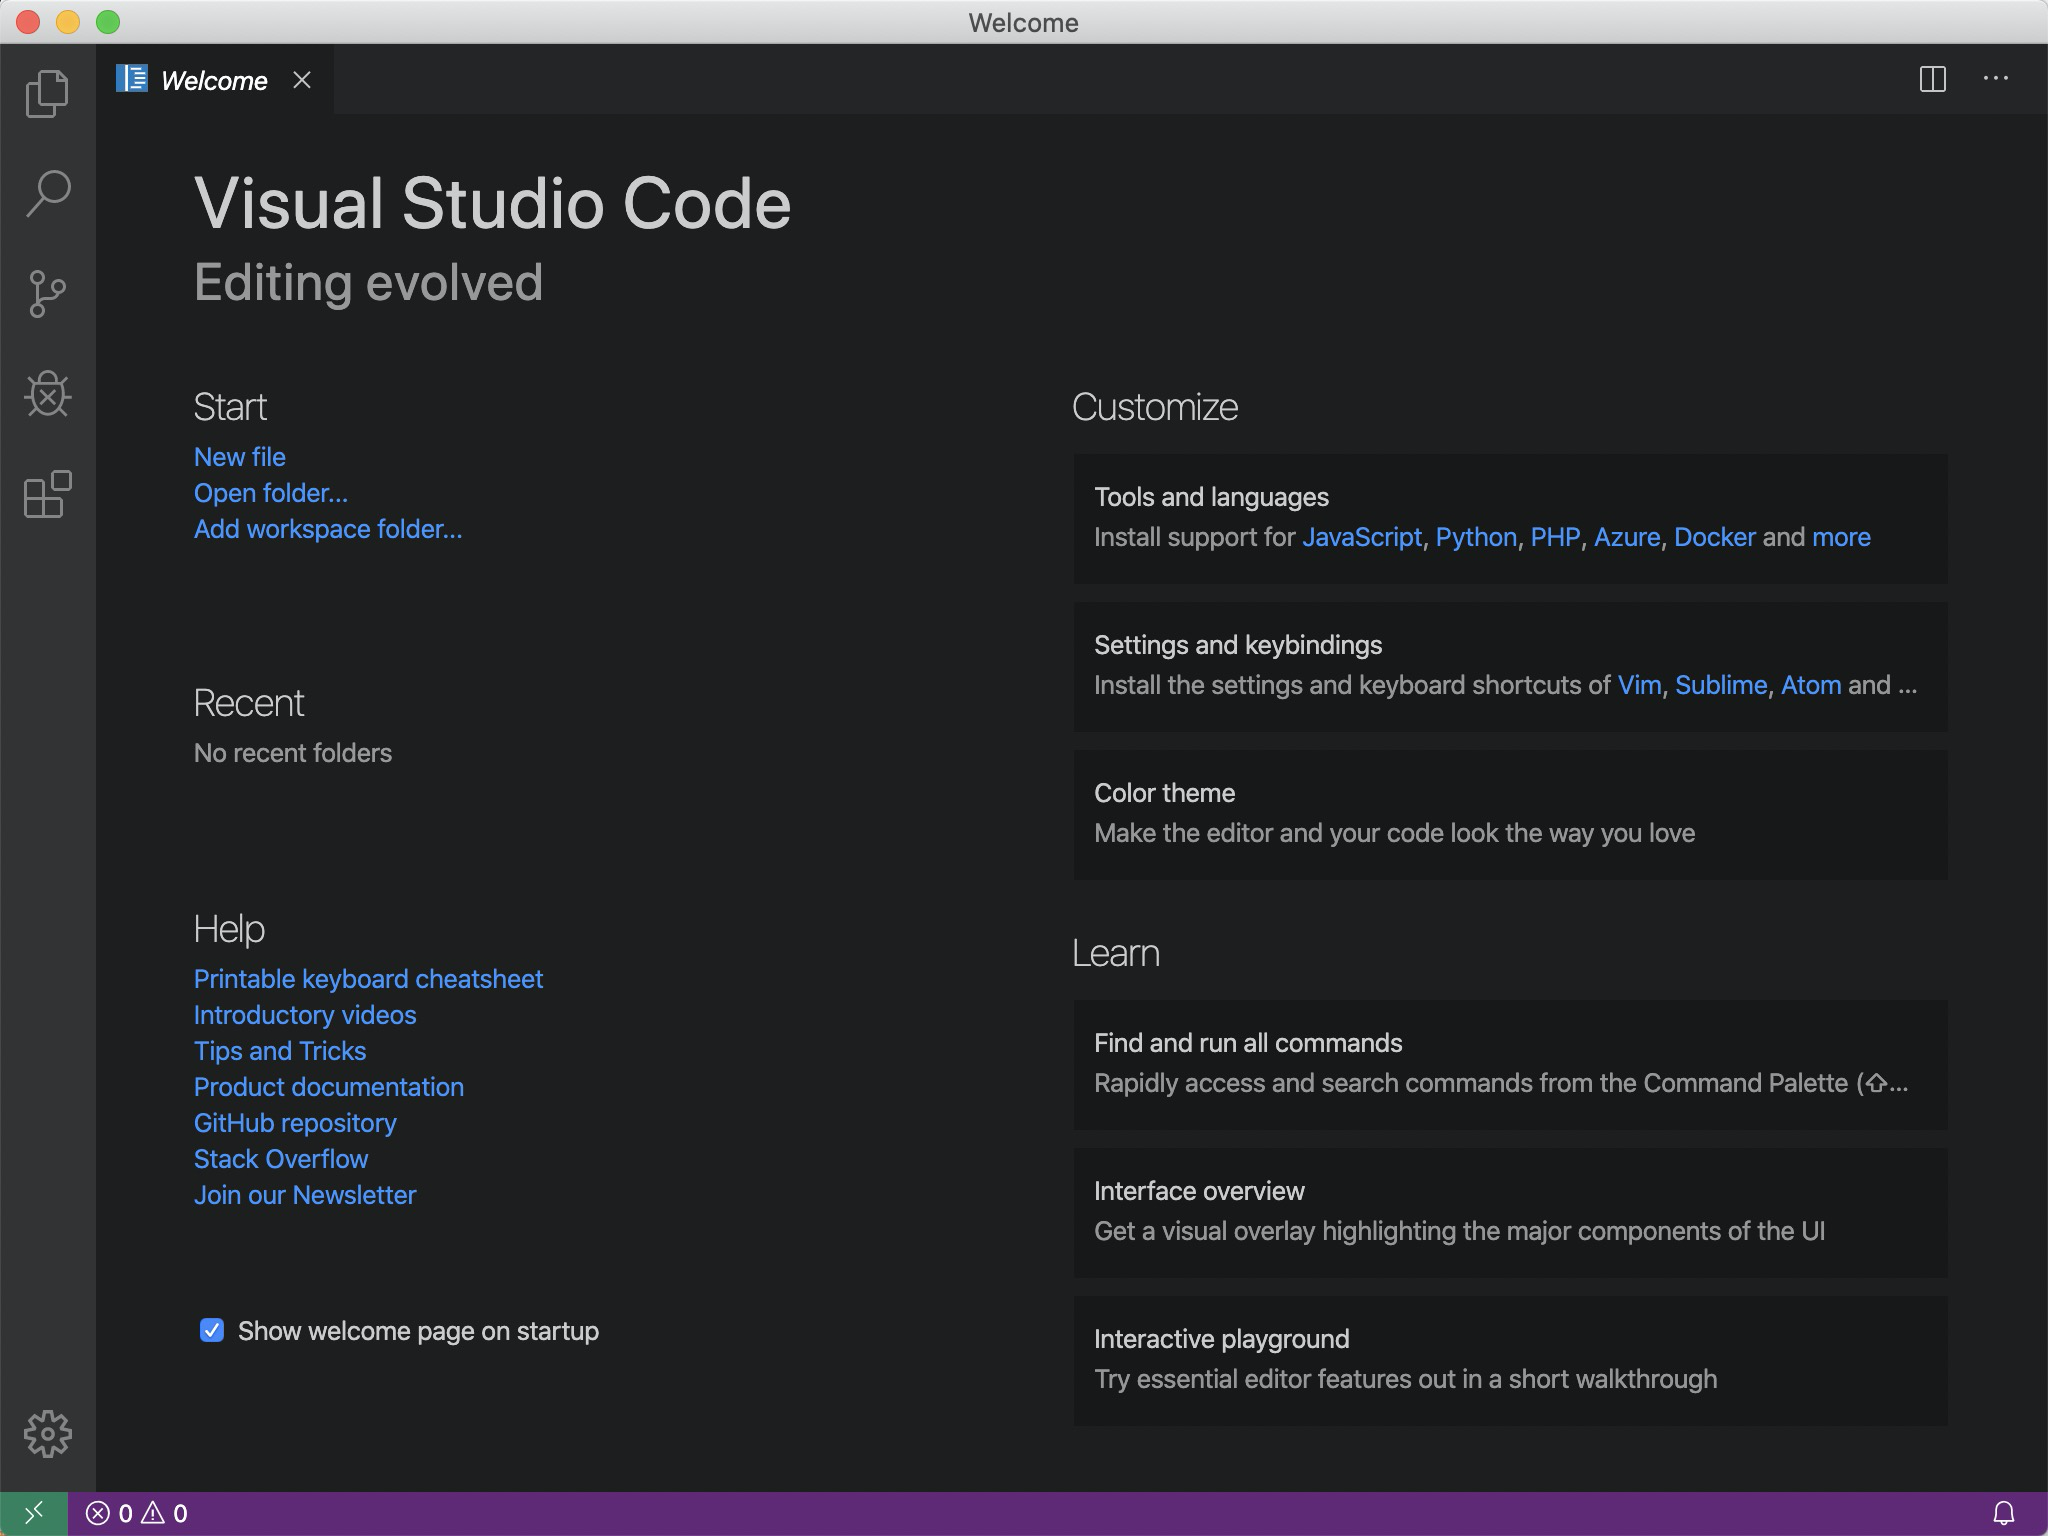 Welcome
Welcome
Visual Studio Code
Editing evolved
Start
New file
Open folder...
Add workspace folder...
Recent
No recent folders
Help
Printable keyboard cheatsheet
Introductory videos
Tips and Tricks
Product documentation
GitHub repository
Stack Overflow
Join our Newsletter
Show welcome page on startup
Customize
Tools and languages
Install support for JavaScript, Python, PHP, Azure, Docker and more
Settings and keybindings
Install the settings and keyboard shortcuts of Vim, Sublime, Atom and ...
Color theme
Make the editor and your code look the way you love
Learn
Find and run all commands
Rapidly access and search commands from the Command Palette (⇧...
Interface overview
Get a visual overlay highlighting the major components of the UI
Interactive playground
Try essential editor features out in a short walkthrough
0 0